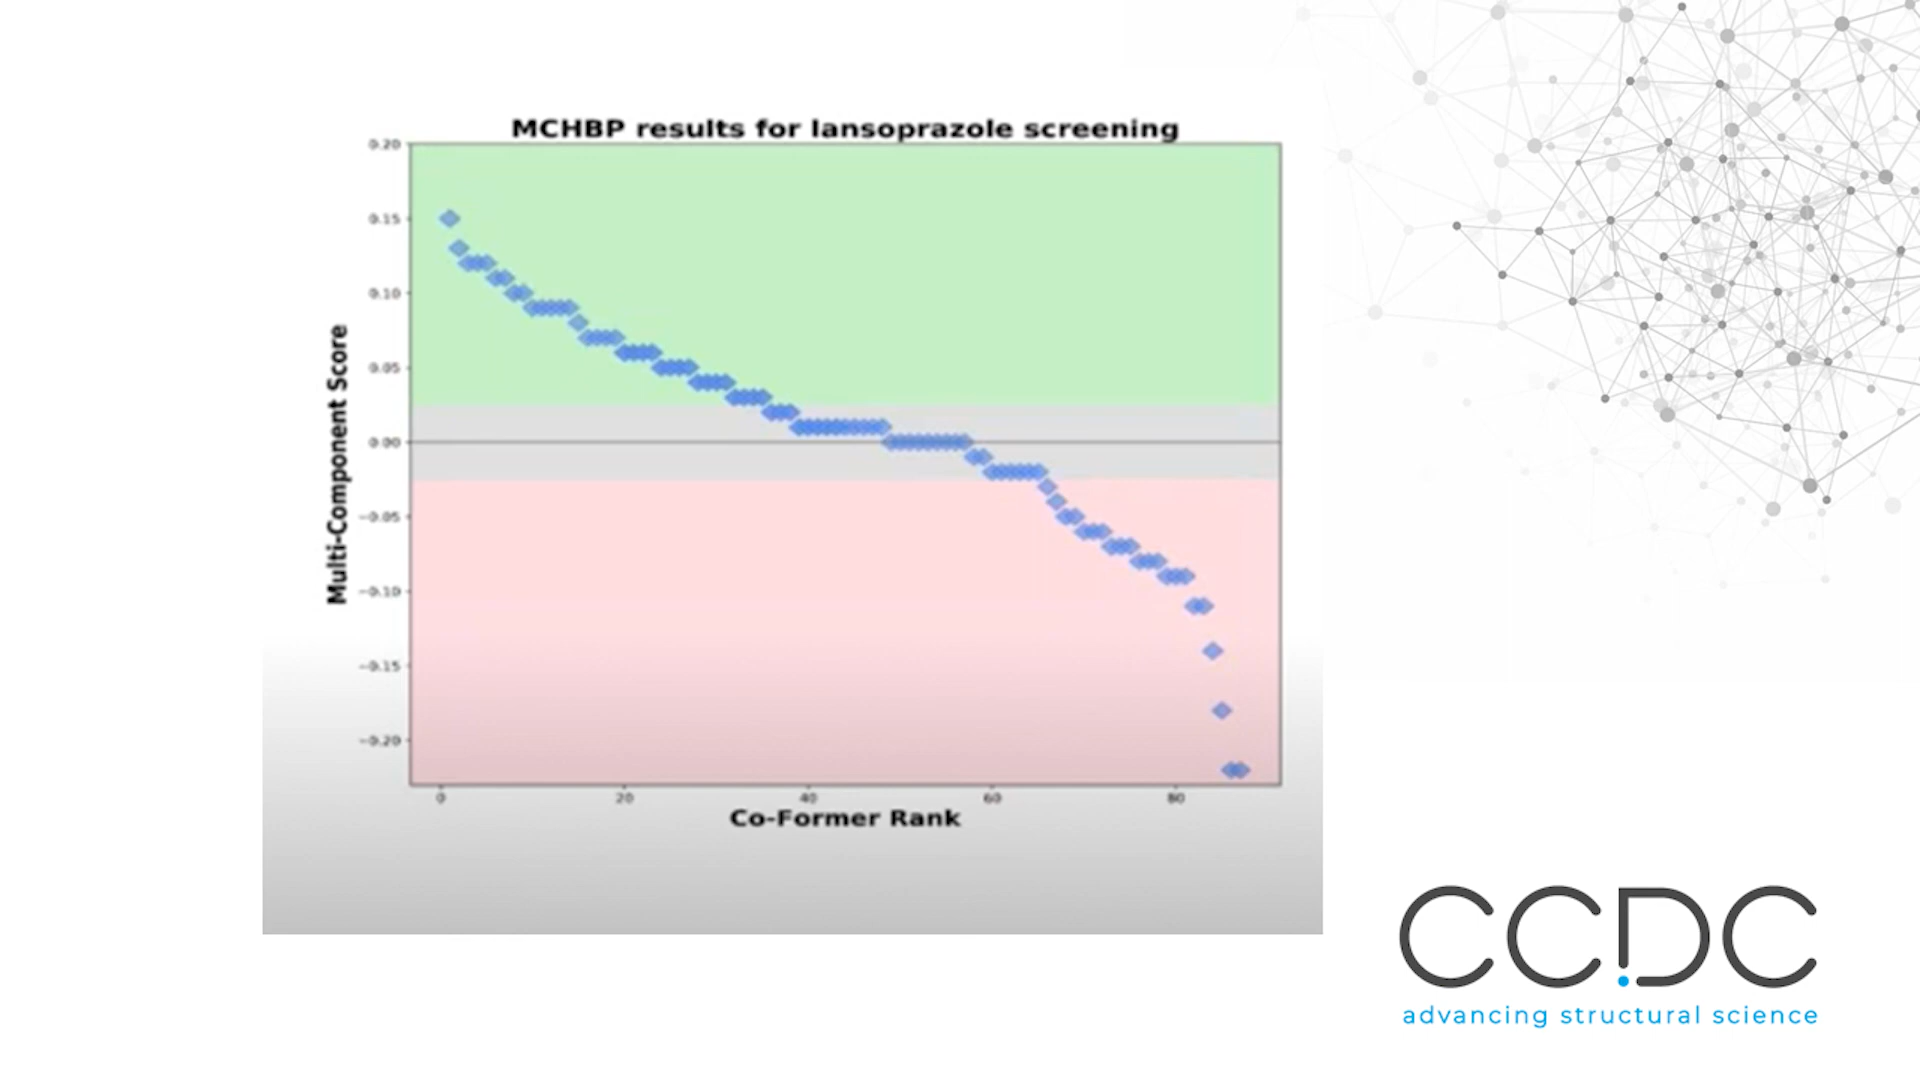 MCHBP results for lansoprazole screening
Multi-Component Score
0.20
0.15
0.10
0.05
0.00
−0.05
−0.10
−0.15
−0.20
0 20 40 60 80
Co-Former Rank
CCDC
advancing structural science